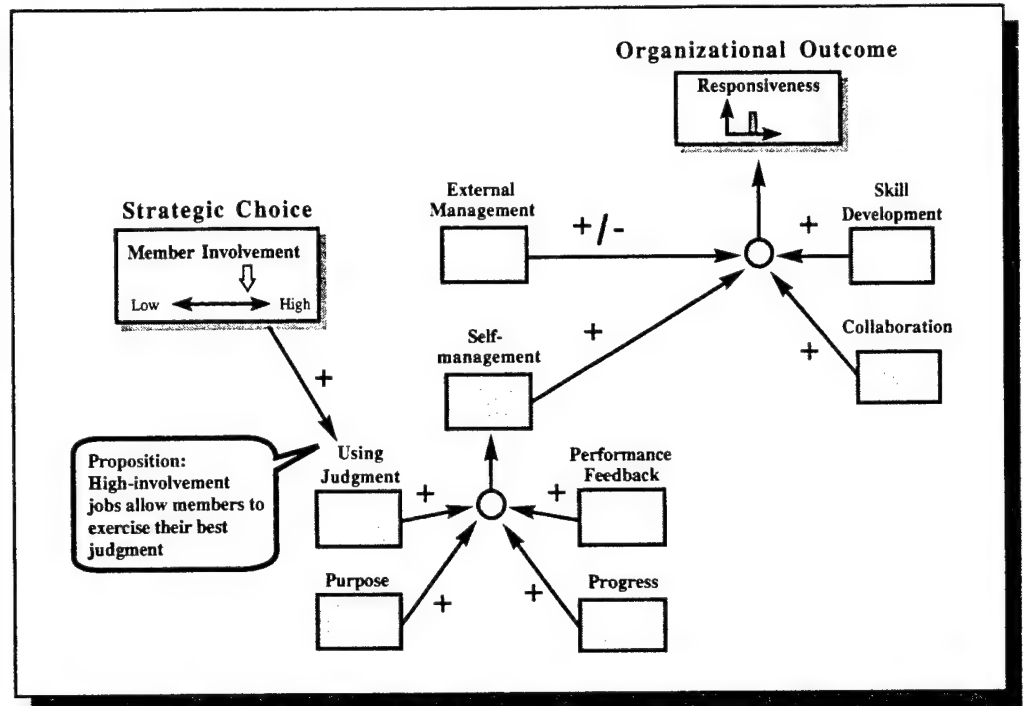 Organizational Outcome
Responsiveness
External
Management
+/-
Skill
Development
+
Strategic Choice
Member Involvement
Low
High
+
Self-
management
+
Collaboration
+
Proposition:
High-involvement
jobs allow members to
exercise their best
judgment
Using
Judgment
+
Performance
Feedback
+
Purpose
+
Progress
+